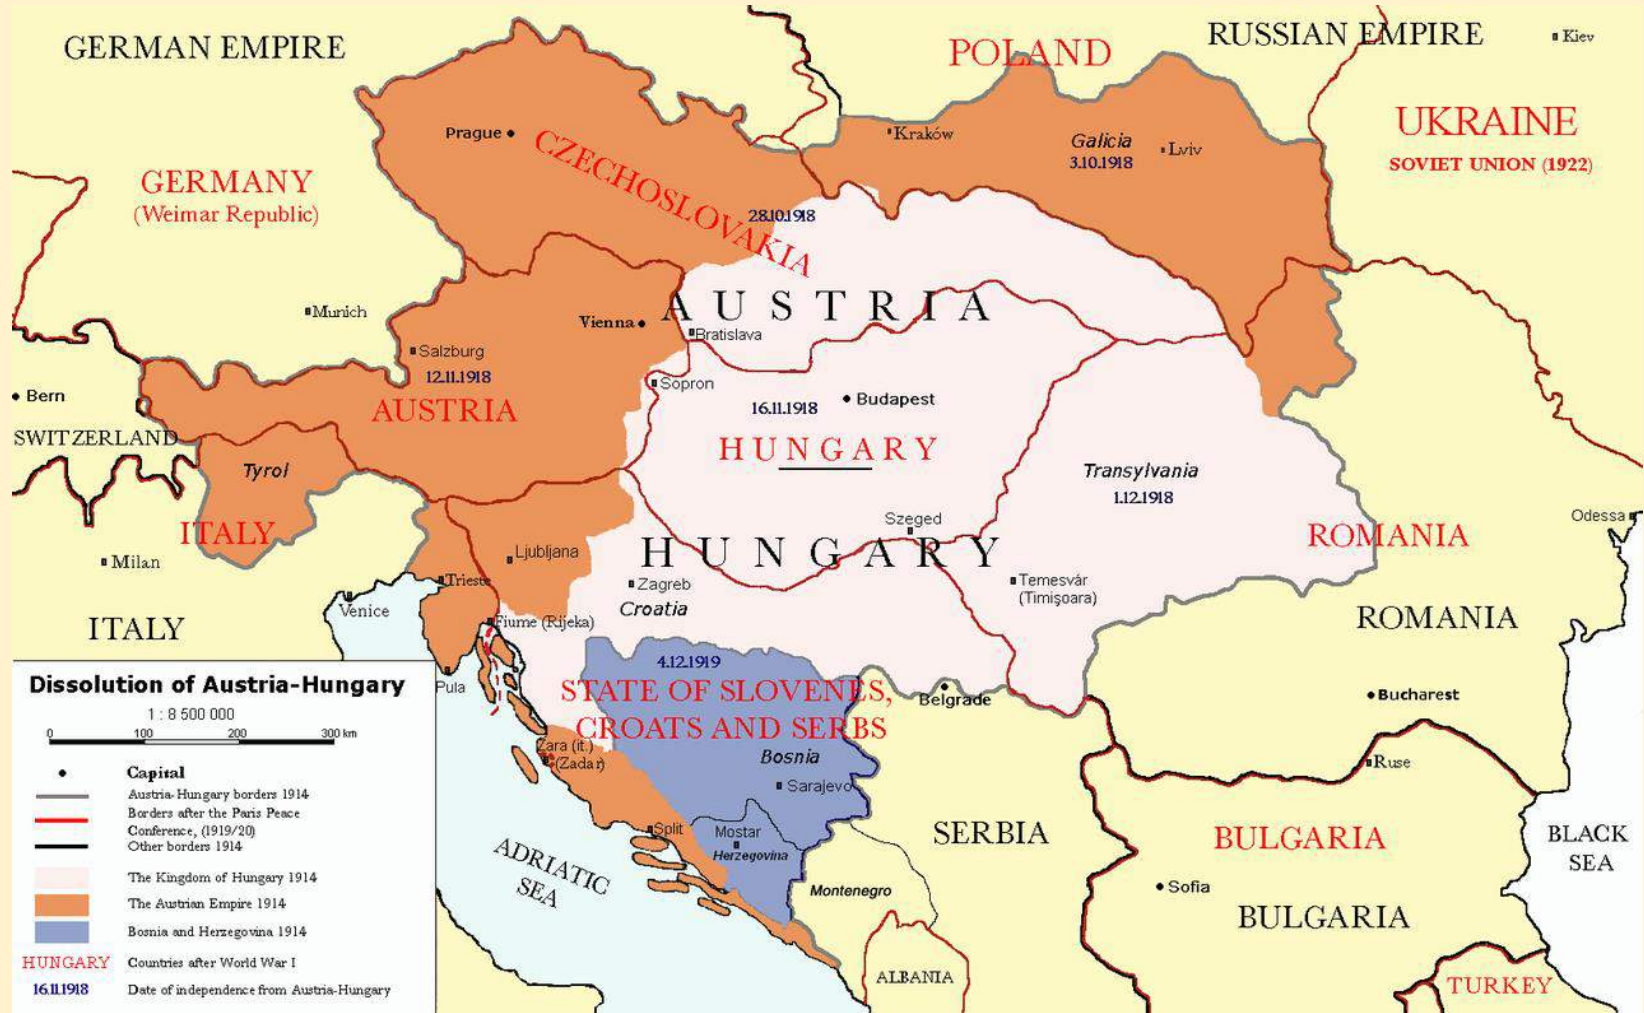 GERMAN EMPIRE
POLAND
RUSSIAN EMPIRE
Kiev
UKRAINE
SOVIET UNION (1922)
Prague
CZECHOSLOVAKIA
28.10.1918
Kraków
Galicia
3.10.1918
Lviv
GERMANY
(Weimar Republic)
Munich
Vienna
AUSTRIA
Bratislava
Salzburg
12.11.1918
AUSTRIA
Sopron
16.11.1918
Budapest
HUNGARY
Bern
SWITZERLAND
Tyrol
Transylvania
1.12.1918
ITALY
Milan
Szeged
HUNGARY
ROMANIA
Odessa
Ljubljana
Trieste
Zagreb
Croatia
Temesvár
(Timişoara)
Venice
ITALY
Fiume (Rijeka)
ROMANIA
Pula
4.12.1919
STATE OF SLOVENES,
CROATS AND SERBS
Belgrade
Bucharest
Zara (it.)
(Zadar)
Bosnia
Sarajevo
Ruse
Split
Mostar
Herzegovina
SERBIA
BULGARIA
BLACK
SEA
ADRIATIC
SEA
Montenegro
Sofia
BULGARIA
ALBANIA
TURKEY
Dissolution of Austria-Hungary
1 : 8 500 000
0 100 200 300 km
Capital
Austria-Hungary borders 1914
Borders after the Paris Peace
Conference, (1919/20)
Other borders 1914
The Kingdom of Hungary 1914
The Austrian Empire 1914
Bosnia and Herzegovina 1914
HUNGARY Countries after World War I
16.11.1918 Date of independence from Austria-Hungary